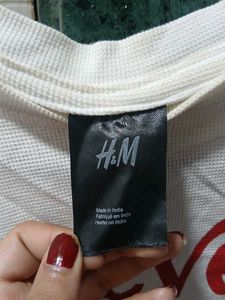 H&M
Made in India
Fabriqué en Inde
Hecho en India